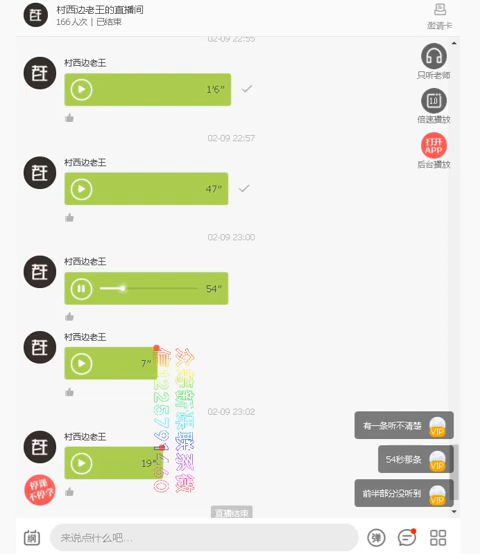 村西边老王的直播间
166人次 | 已结束
邀请卡
02-09 22:55
村西边老王
1'6"
只听老师
1.0
倍速播放
02-09 22:57
打开
APP
后台播放
村西边老王
47"
02-09 23:00
村西边老王
54"
村西边老王
7"
02-09 23:02
有一条听不清楚
VIP
村西边老王
19"
54秒那条
VIP
停课
不停学
前半部分没听到
VIP
直播结束
纲
来说点什么吧...
弹